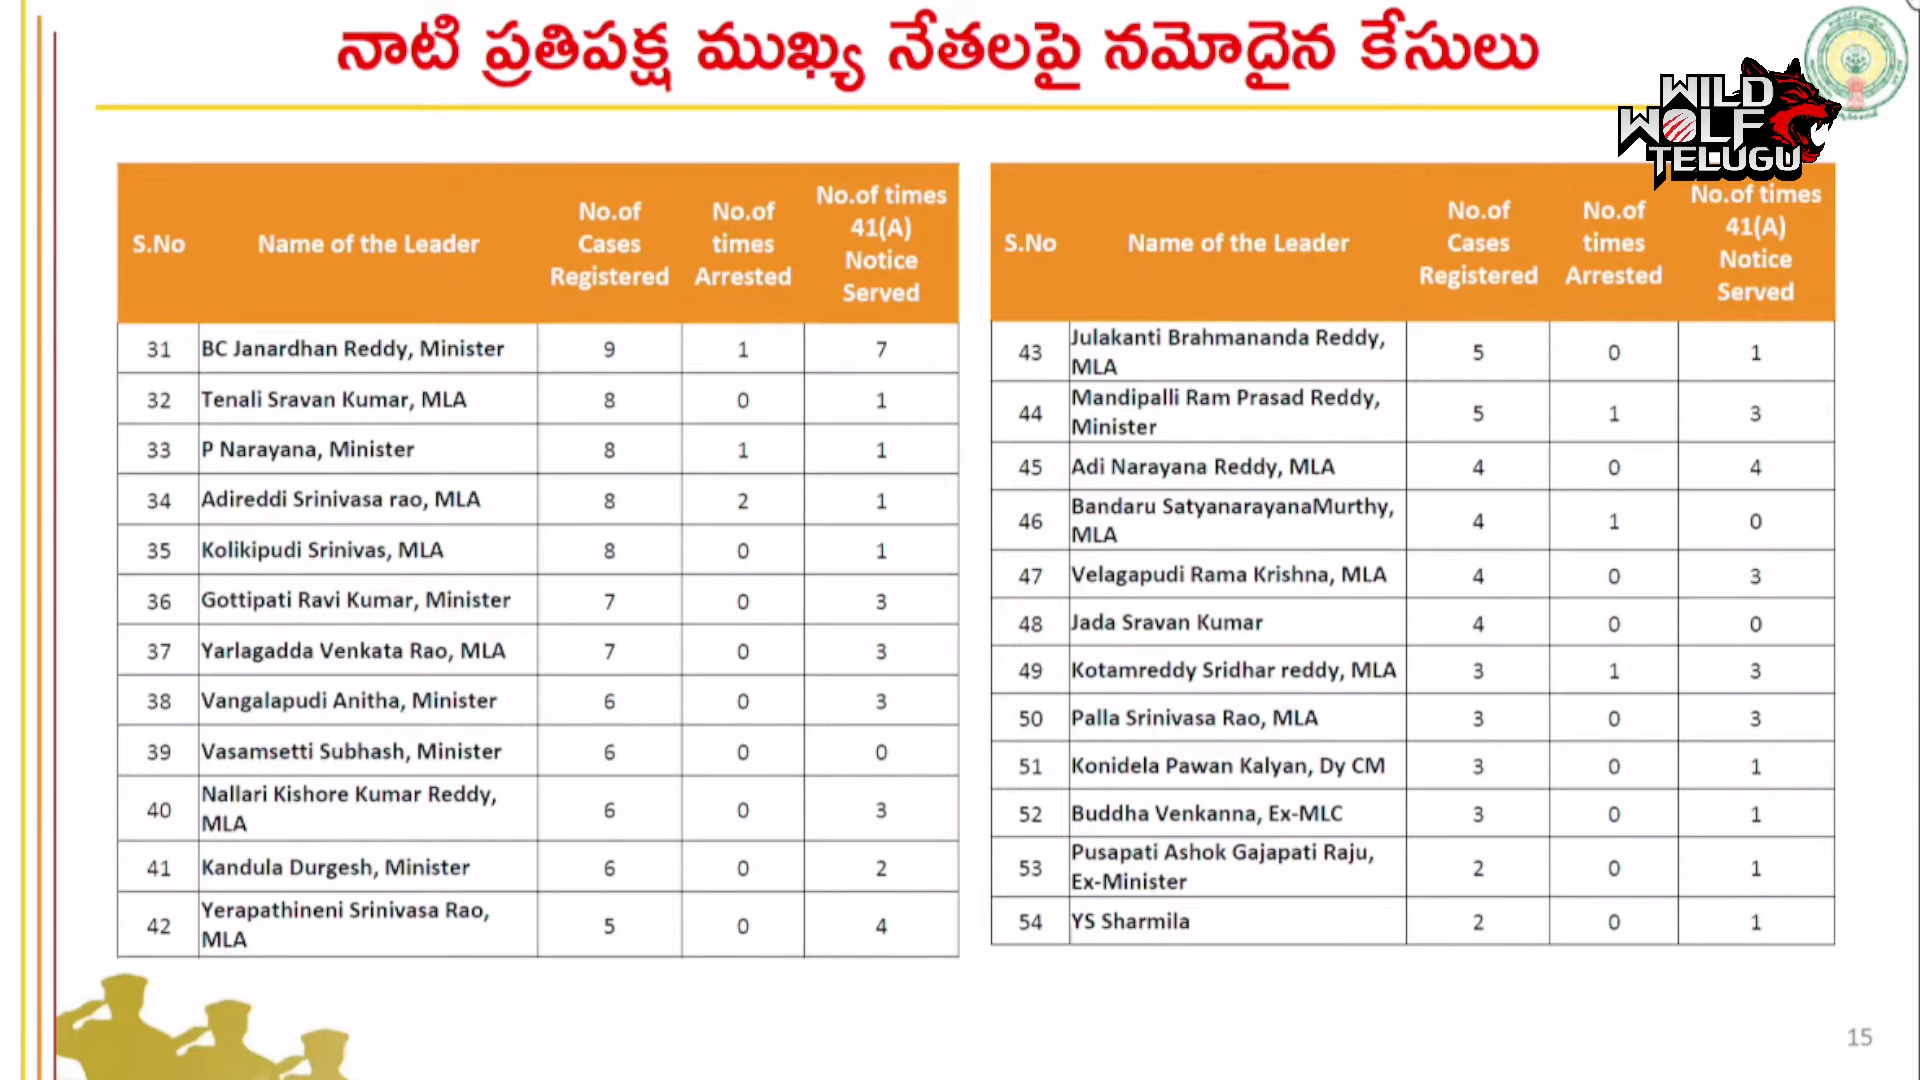 నాటి ప్రతిపక్ష ముఖ్య నేతలపై నమోదైన కేసులు
WILD
WOLF
TELUGU
S.No Name of the Leader No.of Cases Registered No.of times Arrested No.of times 41(A) Notice Served
31 BC Janardhan Reddy, Minister 9 1 7
32 Tenali Sravan Kumar, MLA 8 0 1
33 P Narayana, Minister 8 1 1
34 Adireddi Srinivasa rao, MLA 8 2 1
35 Kolikipudi Srinivas, MLA 8 0 1
36 Gottipati Ravi Kumar, Minister 7 0 3
37 Yarlagadda Venkata Rao, MLA 7 0 3
38 Vangalapudi Anitha, Minister 6 0 3
39 Vasamsetti Subhash, Minister 6 0 0
40 Nallari Kishore Kumar Reddy, MLA 6 0 3
41 Kandula Durgesh, Minister 6 0 2
42 Yerapathineni Srinivasa Rao, MLA 5 0 4
S.No Name of the Leader No.of Cases Registered No.of times Arrested No.of times 41(A) Notice Served
43 Julakanti Brahmananda Reddy, MLA 5 0 1
44 Mandipalli Ram Prasad Reddy, Minister 5 1 3
45 Adi Narayana Reddy, MLA 4 0 4
46 Bandaru SatyanarayanaMurthy, MLA 4 1 0
47 Velagapudi Rama Krishna, MLA 4 0 3
48 Jada Sravan Kumar 4 0 0
49 Kotamreddy Sridhar reddy, MLA 3 1 3
50 Palla Srinivasa Rao, MLA 3 0 3
51 Konidela Pawan Kalyan, Dy CM 3 0 1
52 Buddha Venkanna, Ex-MLC 3 0 1
53 Pusapati Ashok Gajapati Raju, Ex-Minister 2 0 1
54 YS Sharmila 2 0 1
15